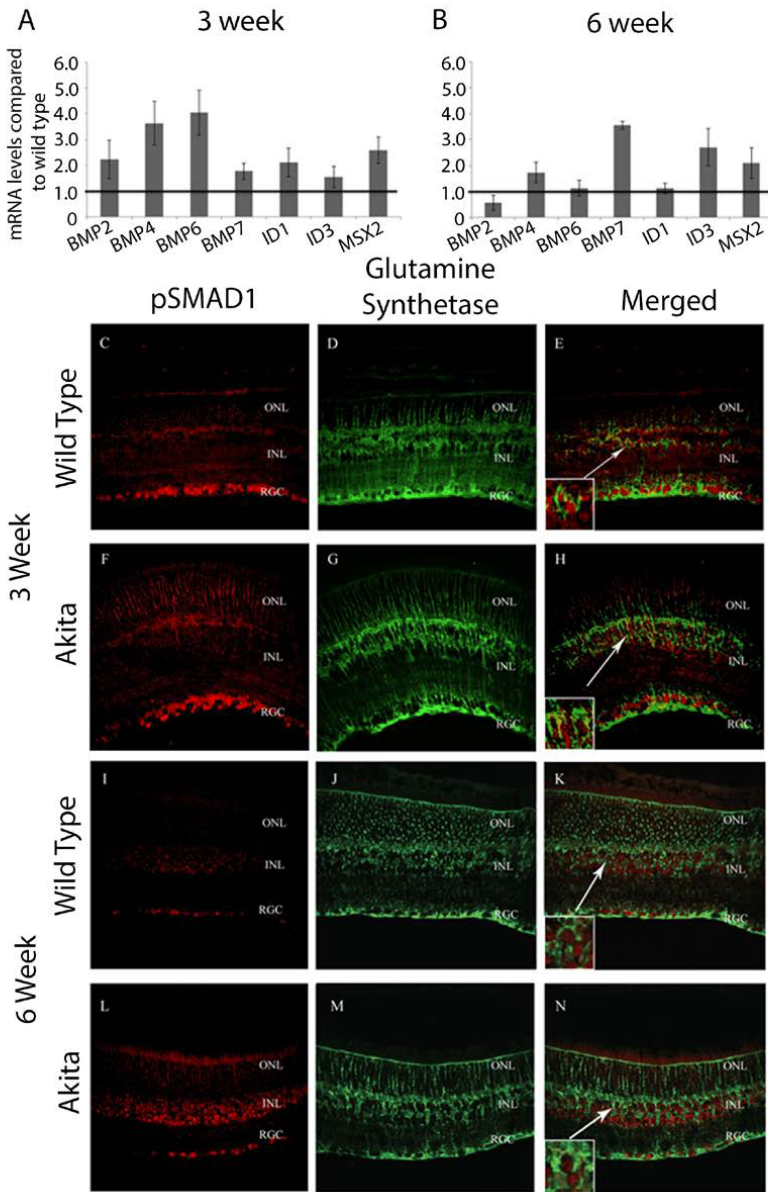 A 3 week B 6 week
mRNA levels compared
to wild type
6.0
5.0
4.0
3.0
2.0
1.0
0
BMP2 BMP4 BMP6 BMP7 ID1 ID3 MSX2
6.0
5.0
4.0
3.0
2.0
1.0
0
BMP2 BMP4 BMP6 BMP7 ID1 ID3 MSX2
pSMAD1
Glutamine
Synthetase
Merged
3 Week
Wild Type
C ONL INL RGC
D ONL INL RGC
E ONL INL RGC
Akita
F ONL INL RGC
G ONL INL RGC
H ONL INL RGC
6 Week
Wild Type
I ONL INL RGC
J ONL INL RGC
K ONL INL RGC
Akita
L ONL INL RGC
M ONL INL RGC
N ONL INL RGC